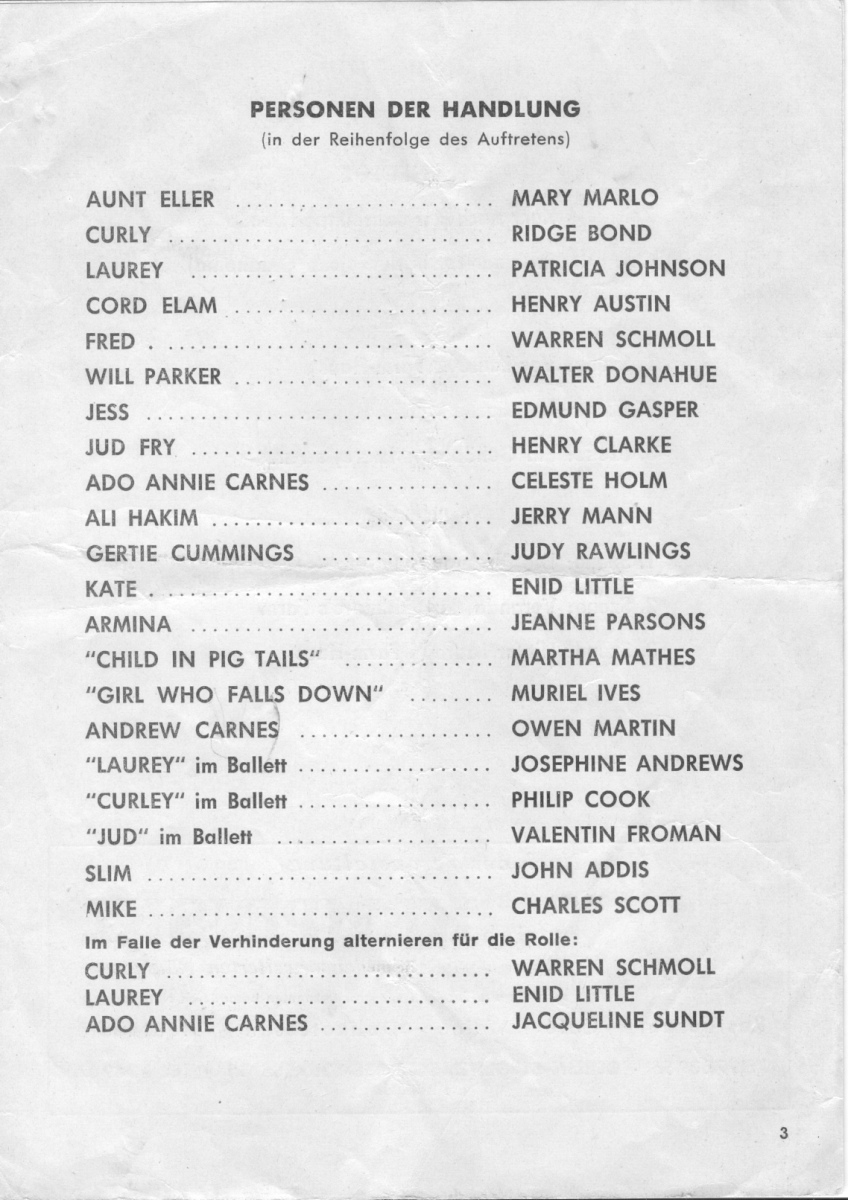 PERSONEN DER HANDLUNG
(in der Reihenfolge des Auftretens)
AUNT ELLER ........................ MARY MARLO
CURLY ................................ RIDGE BOND
LAUREY ............................ PATRICIA JOHNSON
CORD ELAM ........................ HENRY AUSTIN
FRED . .............................. WARREN SCHMOLL
WILL PARKER ........................ WALTER DONAHUE
JESS ................................ EDMUND GASPER
JUD FRY ............................ HENRY CLARKE
ADO ANNIE CARNES ................ CELESTE HOLM
ALI HAKIM .......................... JERRY MANN
GERTIE CUMMINGS ................ JUDY RAWLINGS
KATE . ................................ ENID LITTLE
ARMINA ............................ JEANNE PARSONS
"CHILD IN PIG TAILS" .............. MARTHA MATHES
"GIRL WHO FALLS DOWN" ........ MURIEL IVES
ANDREW CARNES .................. OWEN MARTIN
"LAUREY" im Ballett .................. JOSEPHINE ANDREWS
"CURLEY" im Ballett .................. PHILIP COOK
"JUD" im Ballett .................... VALENTIN FROMAN
SLIM ................................ JOHN ADDIS
MIKE ................................ CHARLES SCOTT
Im Falle der Verhinderung alternieren für die Rolle:
CURLY .............................. WARREN SCHMOLL
LAUREY ............................ ENID LITTLE
ADO ANNIE CARNES ................ JACQUELINE SUNDT
3